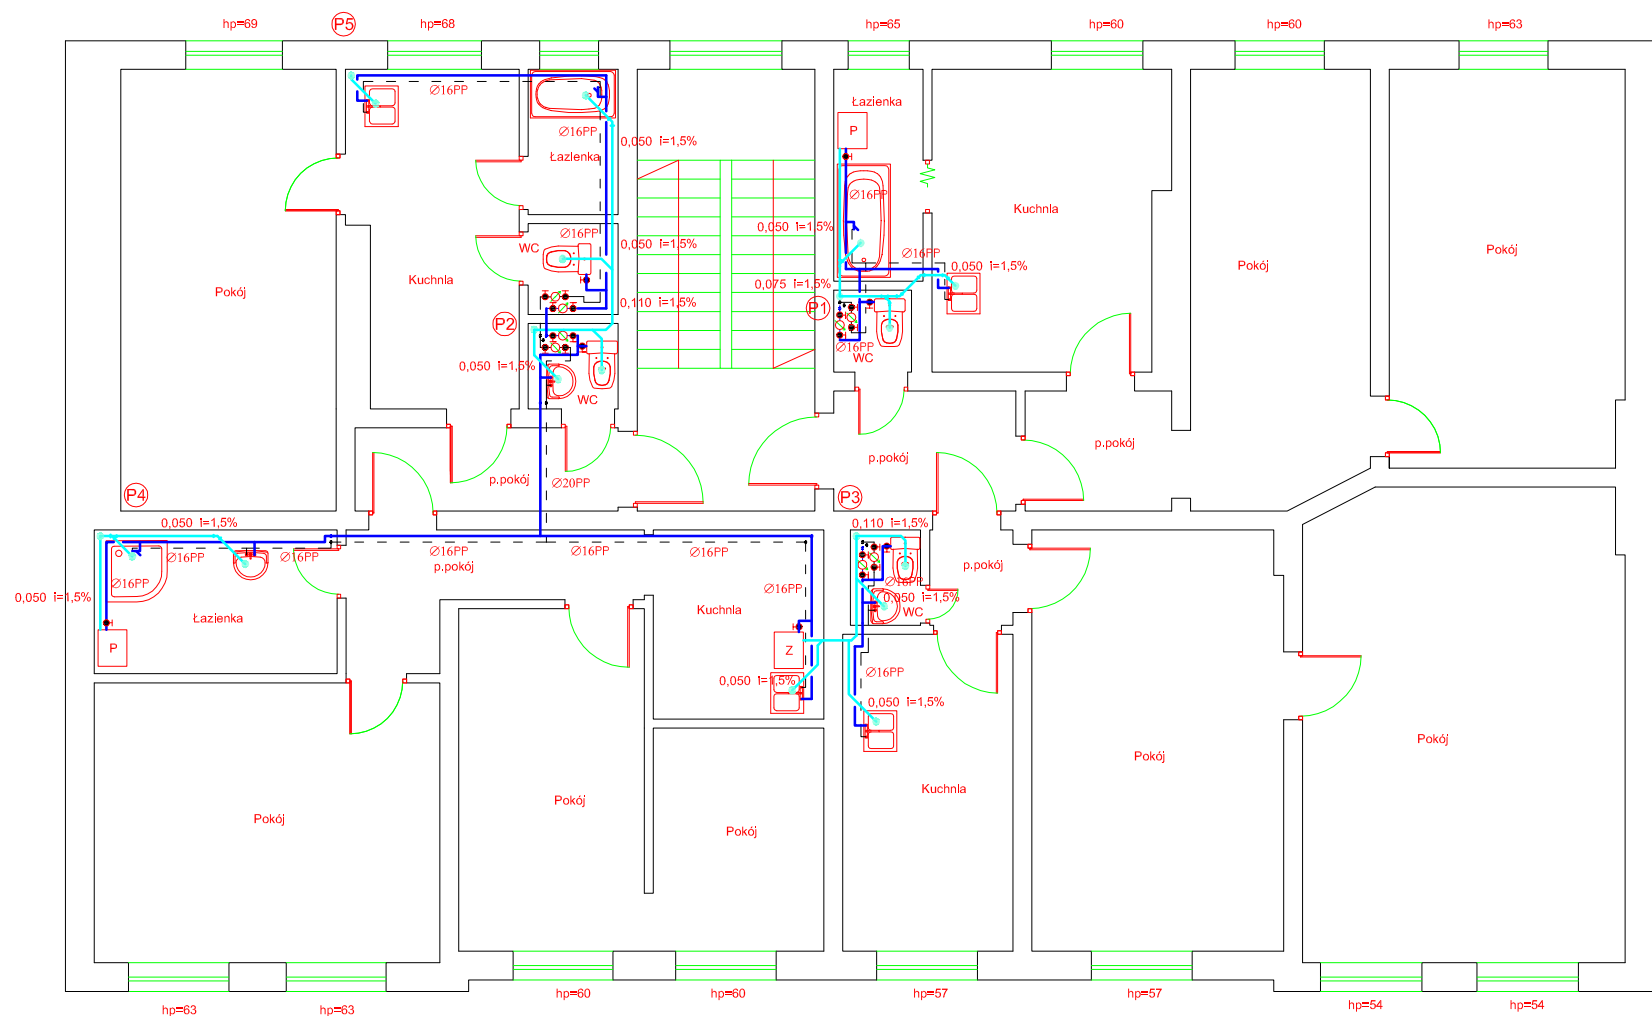 hp=69
P5
hp=68
hp=65
hp=60
hp=60
hp=63
Ø16PP
Ø16PP
0,050 i=1,5%
Łazienka
Łazienka
P
Ø16PP
Kuchnia
0,050 i=1,5%
Ø16PP
WC
0,050 i=1,5%
Ø16PP
Pokój
Pokój
Kuchnia
Pokój
0,050 i=1,5%
0,075 i=1,5%
0,110 i=1,5%
P1
P2
Ø16PP
WC
0,050 i=1,5%
WC
p.pokój
p.pokój
p.pokój
Ø20PP
P4
P3
0,050 i=1,5%
0,110 i=1,5%
Ø16PP
Ø16PP
Ø16PP
Ø16PP
Ø16PP
p.pokój
p.pokój
Ø16PP
Ø16PP
Ø16PP
0,050 i=1,5%
0,050 i=1,5%
Łazienka
Kuchnia
WC
P
Z
0,050 i=1,5%
Ø16PP
0,050 i=1,5%
Pokój
Pokój
Kuchnia
Pokój
Pokój
Pokój
hp=63
hp=63
hp=60
hp=60
hp=57
hp=57
hp=54
hp=54